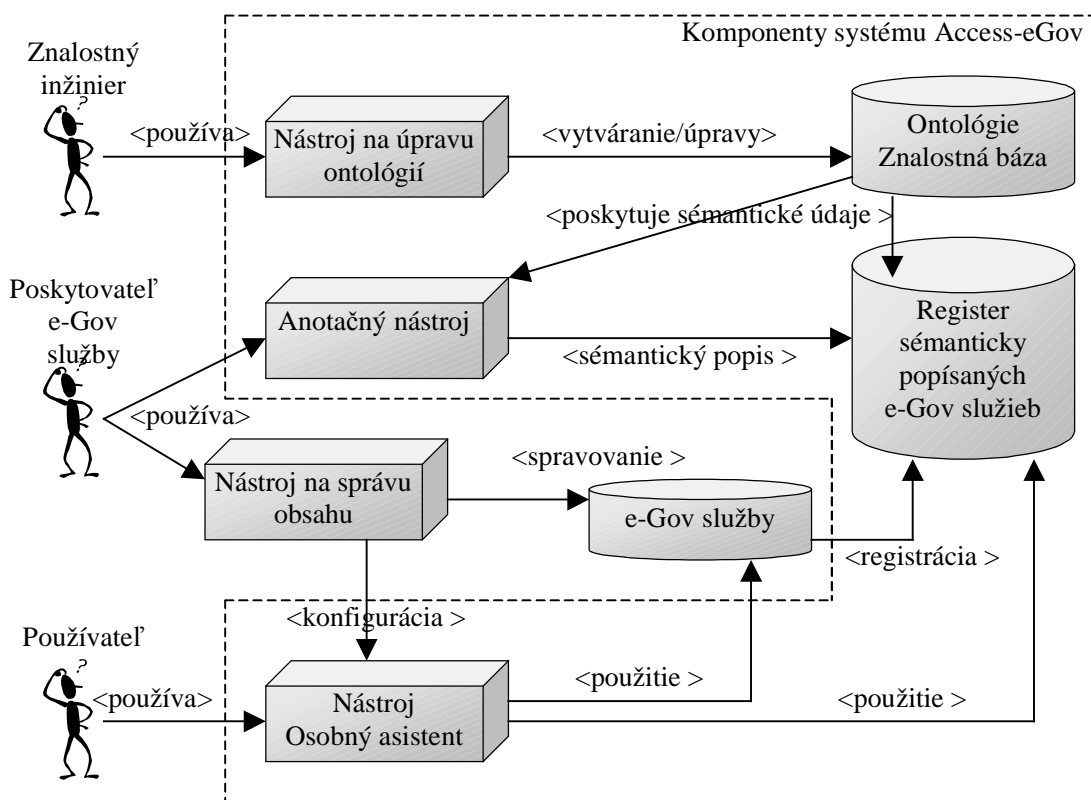 Komponenty systému Access-eGov
Znalostný
inžinier
?
<používa>
Nástroj na úpravu
ontológií
<vytváranie/úpravy>
Ontológie
Znalostná báza
<poskytuje sémantické údaje >
Poskytovateľ
e-Gov
služby
?
<používa>
Anotačný nástroj
<sémantický popis >
Register
sémanticky
popísaných
e-Gov služieb
Nástroj na správu
obsahu
<spravovanie >
e-Gov služby
<registrácia >
<konfigurácia >
Používateľ
?
<používa>
Nástroj
Osobný asistent
<použitie >
<použitie >